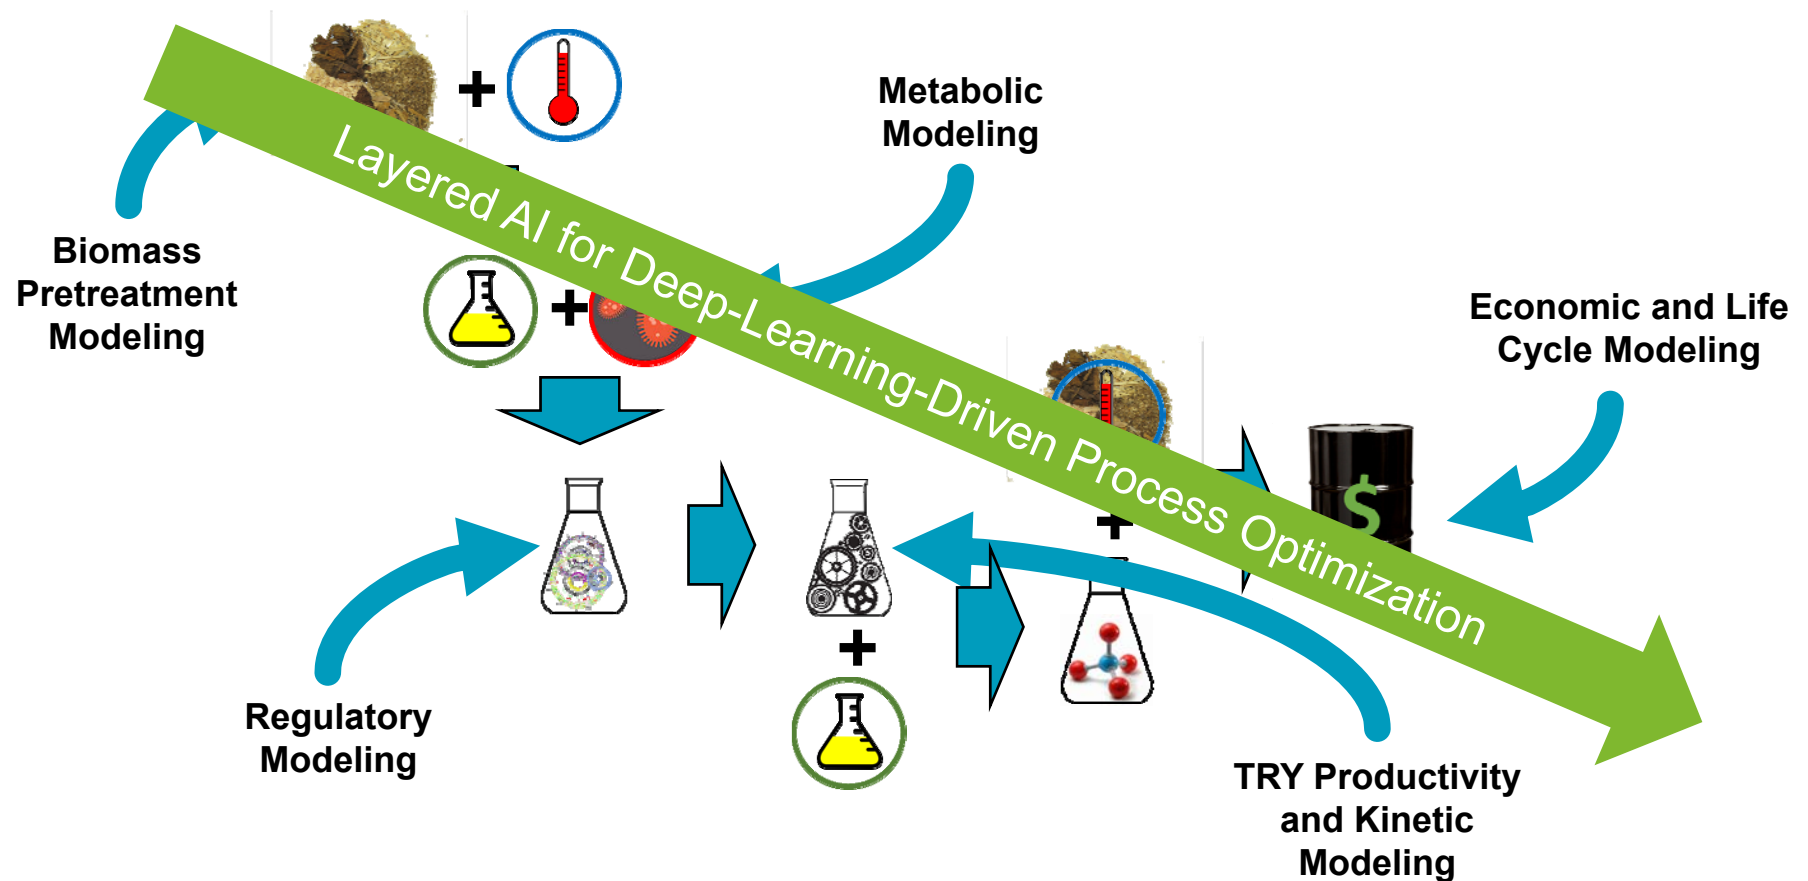 Metabolic
Modeling
Layered AI for Deep-Learning-Driven Process Optimization
Biomass
Pretreatment
Modeling
Economic and Life
Cycle Modeling
$
Regulatory
Modeling
TRY Productivity
and Kinetic
Modeling